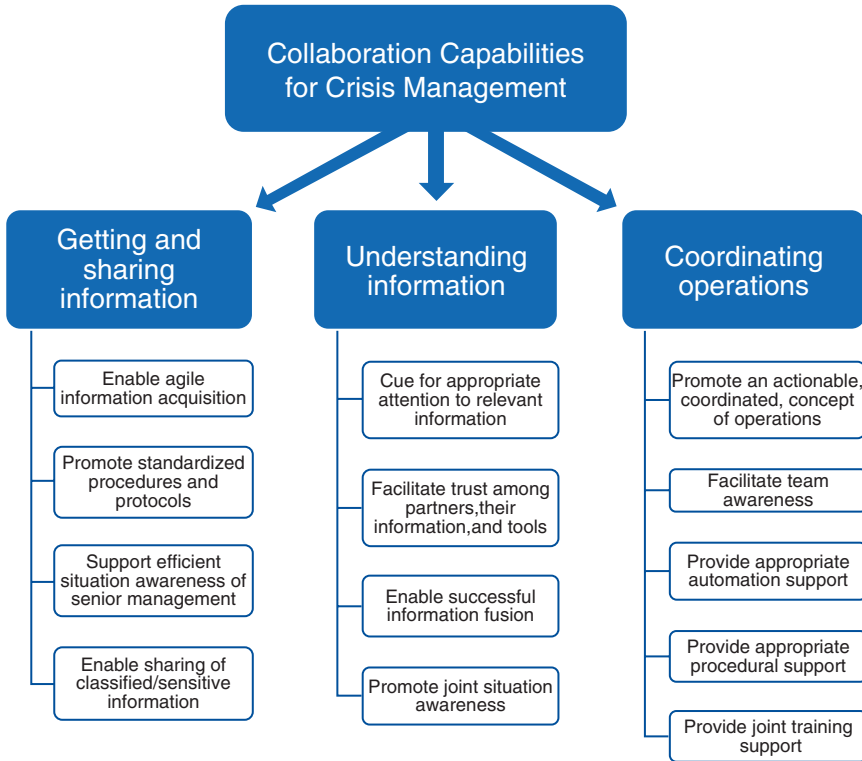 Collaboration Capabilities
for Crisis Management
Getting and
sharing
information
Enable agile
information acquisition
Promote standardized
procedures and
protocols
Support efficient
situation awareness of
senior management
Enable sharing of
classified/sensitive
information
Understanding
information
Cue for appropriate
attention to relevant
information
Facilitate trust among
partners,their
information,and tools
Enable successful
information fusion
Promote joint situation
awareness
Coordinating
operations
Promote an actionable,
coordinated, concept
of operations
Facilitate team
awareness
Provide appropriate
automation support
Provide appropriate
procedural support
Provide joint training
support